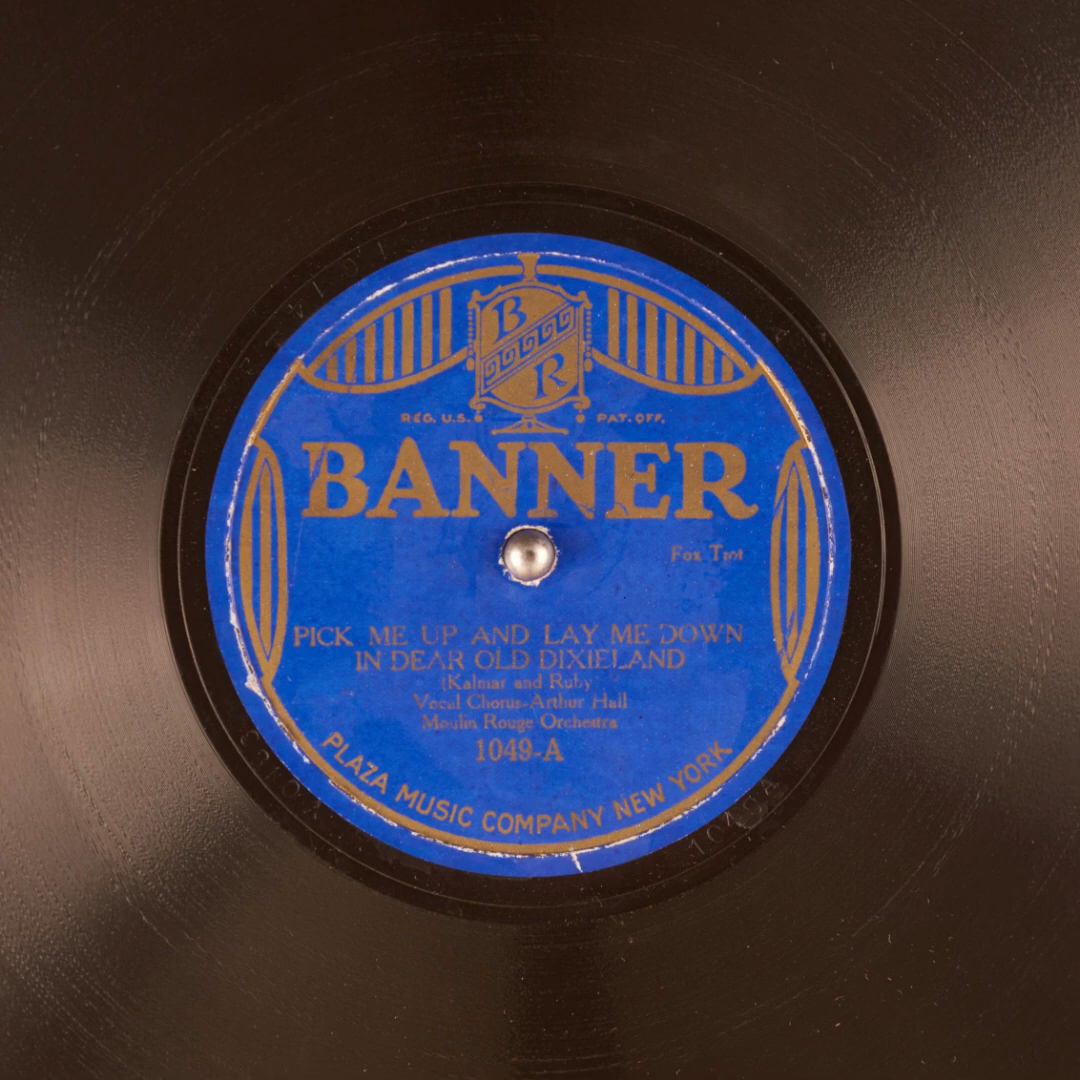 B
R
REG. U.S. PAT. OFF.
BANNER
Fox Trot
PICK ME UP AND LAY ME DOWN
IN DEAR OLD DIXIELAND
(Kalmar and Ruby
Vocal Chorus-Arthur Hall
Moulin Rouge Orchestra
1049-A
PLAZA MUSIC COMPANY NEW YORK
1049A